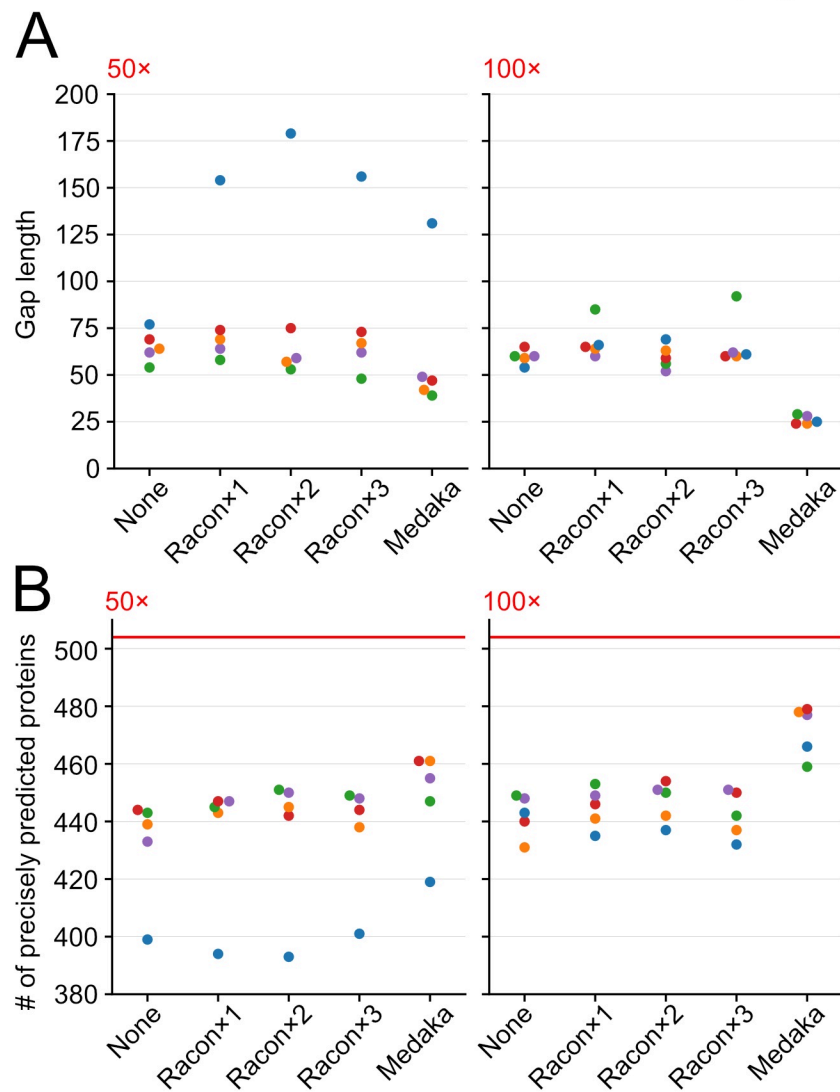 A
50×
100×
Gap length
200
175
150
125
100
75
50
25
0
None
Racon×1
Racon×2
Racon×3
Medaka
None
Racon×1
Racon×2
Racon×3
Medaka
B
50×
100×
# of precisely predicted proteins
500
480
460
440
420
400
380
None
Racon×1
Racon×2
Racon×3
Medaka
None
Racon×1
Racon×2
Racon×3
Medaka